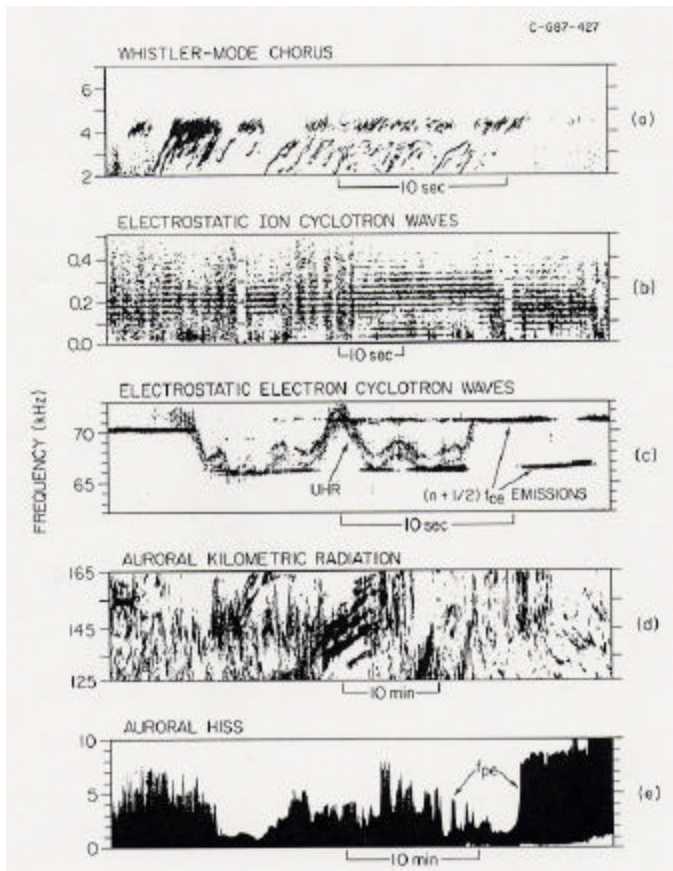 C-G87-427
WHISTLER-MODE CHORUS
6
4
2
(a)
10 sec
ELECTROSTATIC ION CYCLOTRON WAVES
0.4
0.2
0.0
(b)
10 sec
ELECTROSTATIC ELECTRON CYCLOTRON WAVES
70
65
UHR
(n + 1/2) fce EMISSIONS
(c)
10 sec
FREQUENCY (kHz)
AURORAL KILOMETRIC RADIATION
165
145
125
(d)
10 min
AURORAL HISS
10
5
0
fpe
(e)
10 min